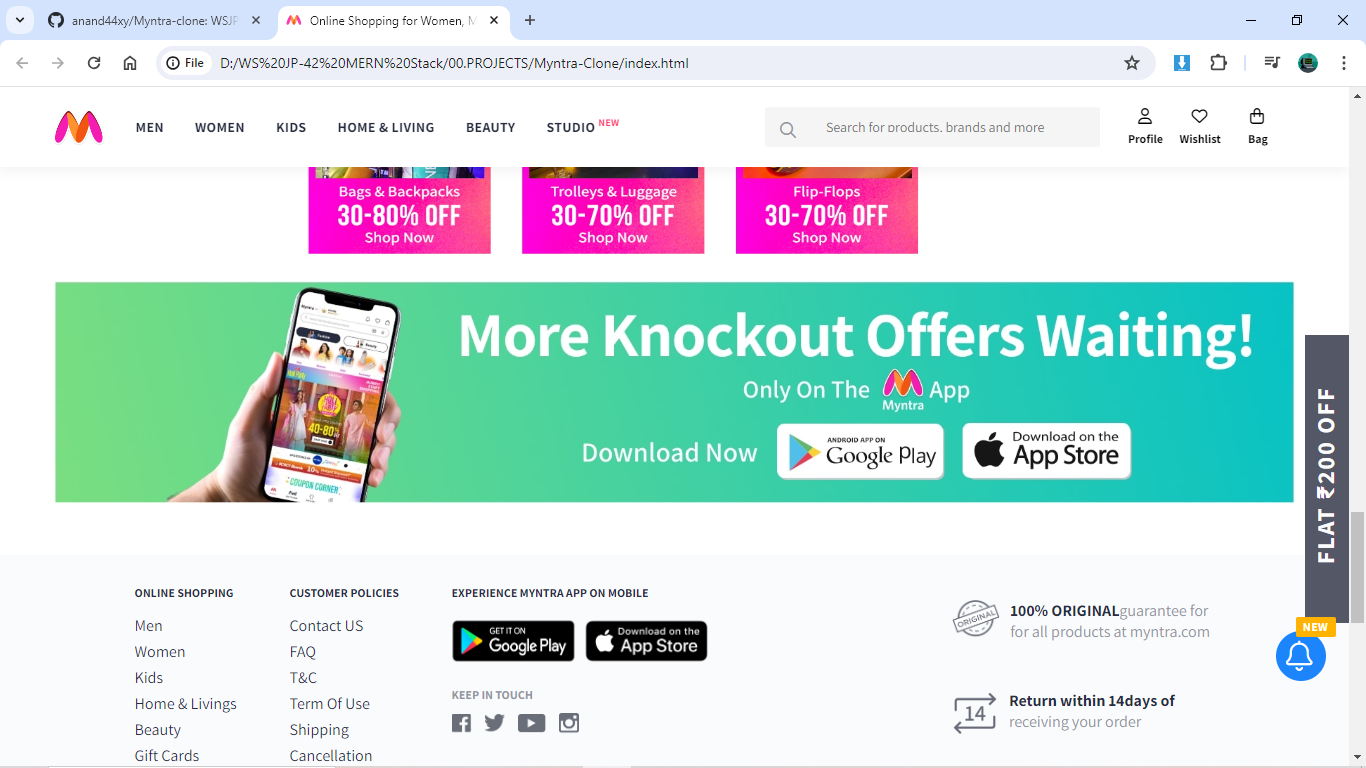 anand44xy/Myntra-clone: WSJP
Online Shopping for Women, M
File
D:/WS%20JP-42%20MERN%20Stack/00.PROJECTS/Myntra-Clone/index.html
MEN WOMEN KIDS HOME & LIVING BEAUTY STUDIO NEW
Search for products. brands and more
Profile Wishlist Bag
Bags & Backpacks
30-80% OFF
Shop Now
Trolleys & Luggage
30-70% OFF
Shop Now
Flip-Flops
30-70% OFF
Shop Now
More Knockout Offers Waiting!
Only On The Myntra App
Download Now
ANDROID APP ON
Google Play
Download on the
App Store
40-80%
COUPON CORNER
FLAT ₹200 OFF
NEW
ONLINE SHOPPING
Men
Women
Kids
Home & Livings
Beauty
Gift Cards
CUSTOMER POLICIES
Contact US
FAQ
T&C
Term Of Use
Shipping
Cancellation
EXPERIENCE MYNTRA APP ON MOBILE
GET IT ON
Google Play
Download on the
App Store
KEEP IN TOUCH
ORIGINAL
100% ORIGINALguarantee for
for all products at myntra.com
14
Return within 14days of
receiving your order